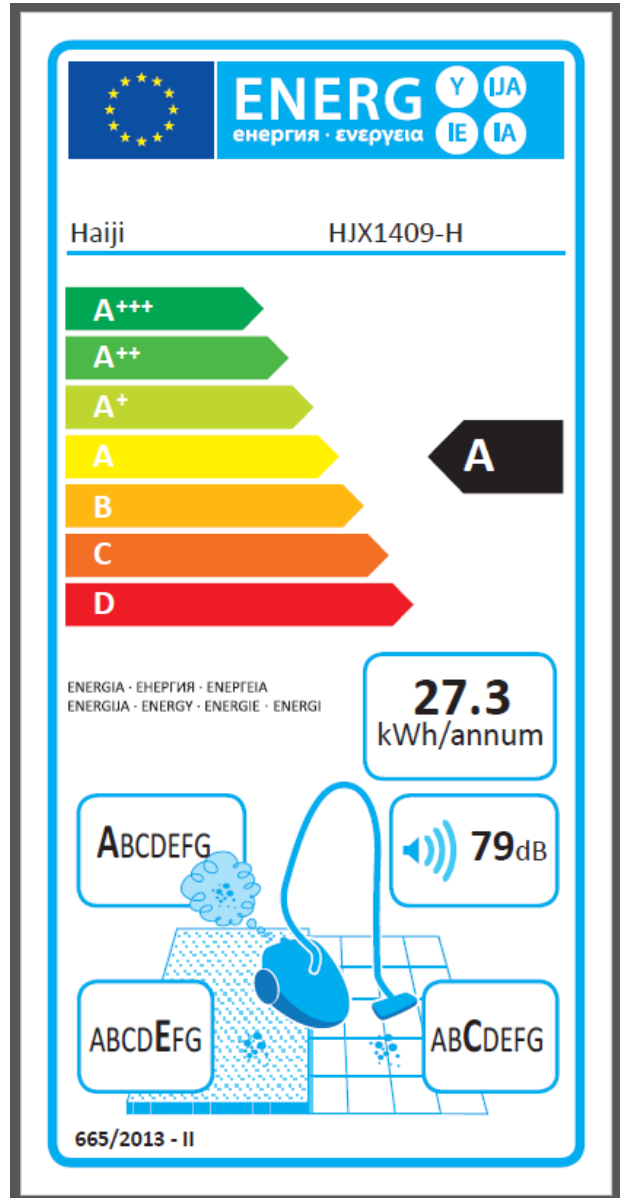 ENERG Y IJA
енергия · ενεργεια IE IA
Haiji HJX1409-H
A+++
A++
A+
A
A
B
C
D
ENERGIA · ЕНЕРГИЯ · ΕΝΕΡΓΕΙΑ
ENERGIJA · ENERGY · ENERGIE · ENERGI
27.3
kWh/annum
ABCDEFG
79dB
ABCDEFG
ABCDEFG
665/2013 - II